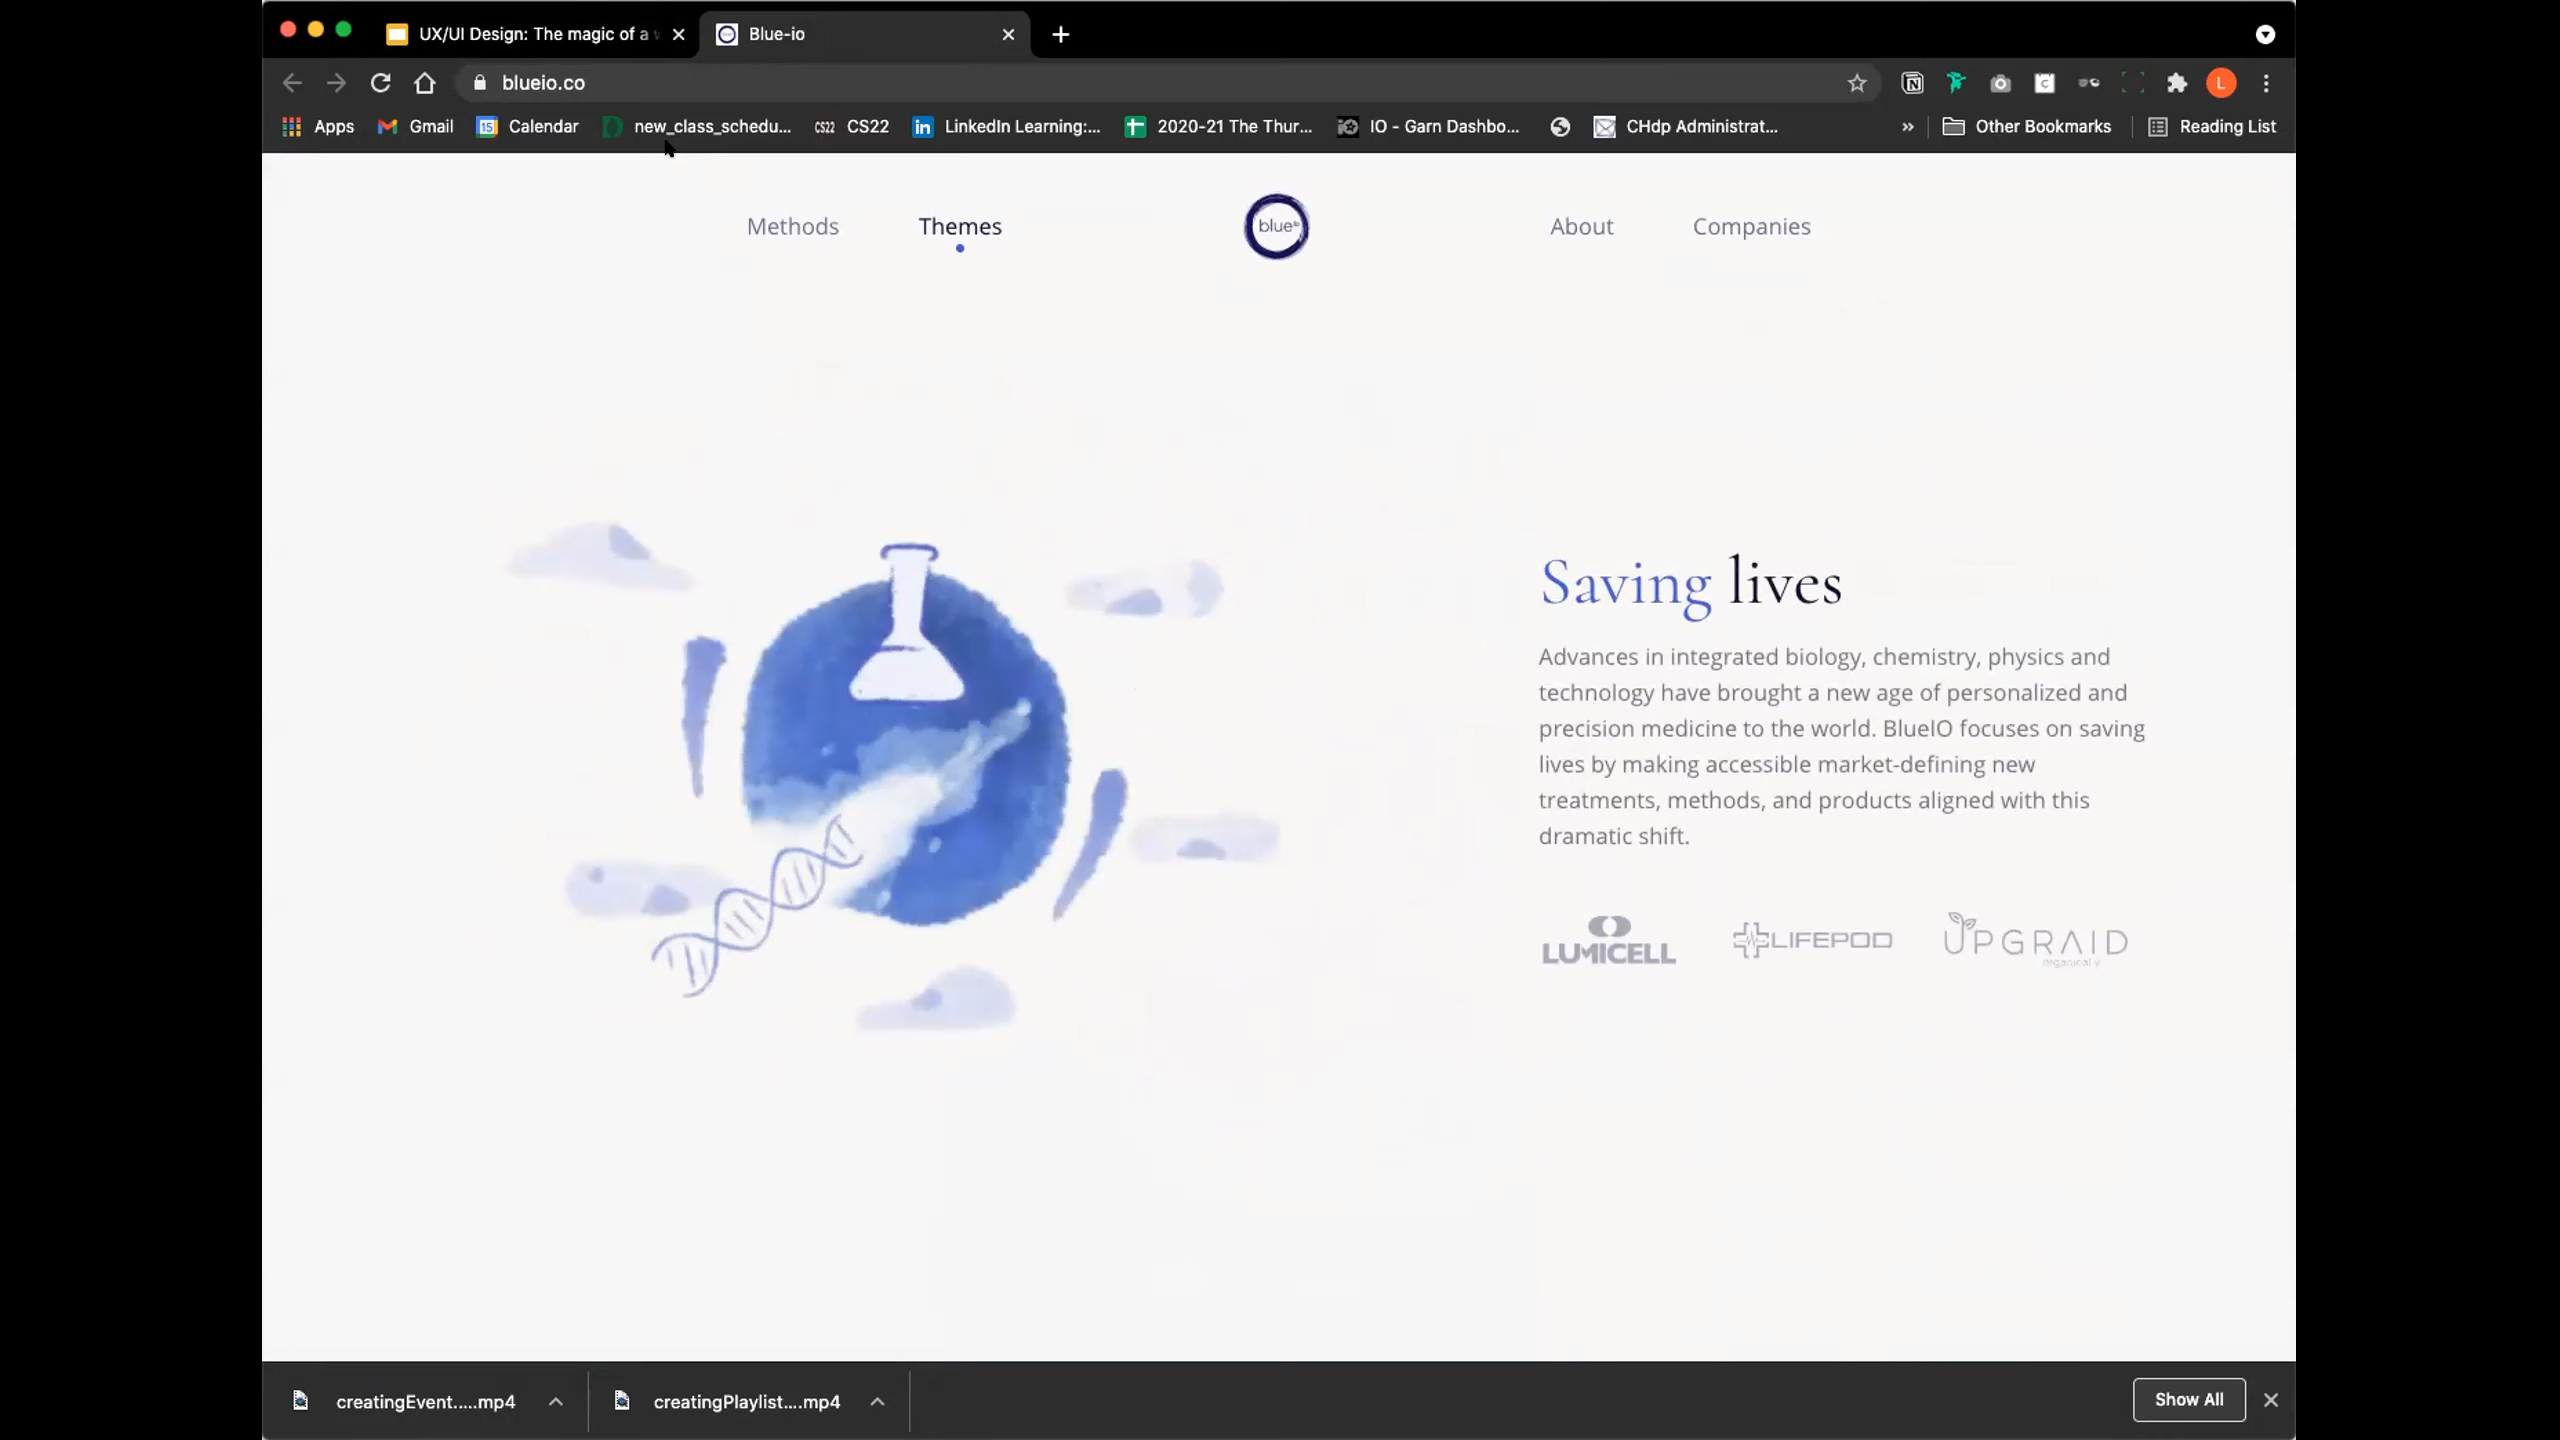 UX/UI Design: The magic of a
Blue-io
blueio.co
L
Apps
Gmail
15
Calendar
new_class_schedu...
CS22
CS22
LinkedIn Learning:...
2020-21 The Thur...
IO - Garn Dashbo...
CHdp Administrat...
»
Other Bookmarks
Reading List
Methods
Themes
blueio
About
Companies
Saving lives
Advances in integrated biology, chemistry, physics and
technology have brought a new age of personalized and
precision medicine to the world. BlueIO focuses on saving
lives by making accessible market-defining new
treatments, methods, and products aligned with this
dramatic shift.
LUMICELL
LIFEPOD
UPGRAID
creatingEvent.....mp4
creatingPlaylist....mp4
Show All